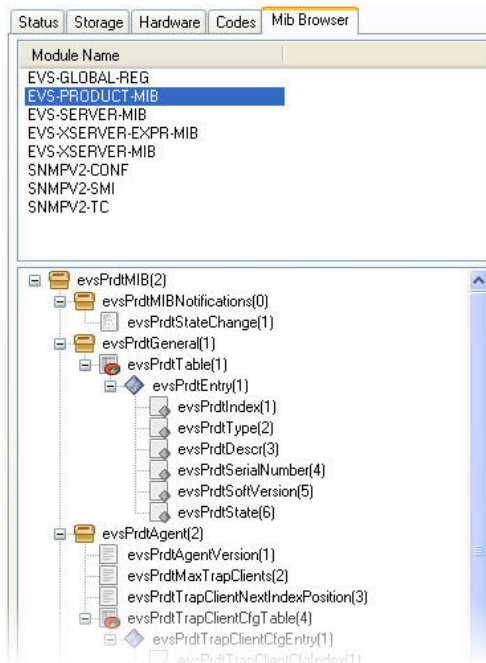 Status Storage Hardware Codes Mib Browser
Module Name
EVS-GLOBAL-REG
EVS-PRODUCT-MIB
EVS-SERVER-MIB
EVS-XSERVER-EXPR-MIB
EVS-XSERVER-MIB
SNMPV2-CONF
SNMPV2-SMI
SNMPV2-TC
evsPrdtMIB(2)
evsPrdtMIBNotifications(0)
evsPrdtStateChange(1)
evsPrdtGeneral(1)
evsPrdtTable(1)
evsPrdtEntry(1)
evsPrdtIndex(1)
evsPrdtType(2)
evsPrdtDescr(3)
evsPrdtSerialNumber(4)
evsPrdtSoftVersion(5)
evsPrdtState(6)
evsPrdtAgent(2)
evsPrdtAgentVersion(1)
evsPrdtMaxTrapClients(2)
evsPrdtTrapClientNextIndexPosition(3)
evsPrdtTrapClientCfgTable(4)
evsPrdtTrapClientCfgEntry(1)
evsPrdtTrapClientCfgIndex(1)